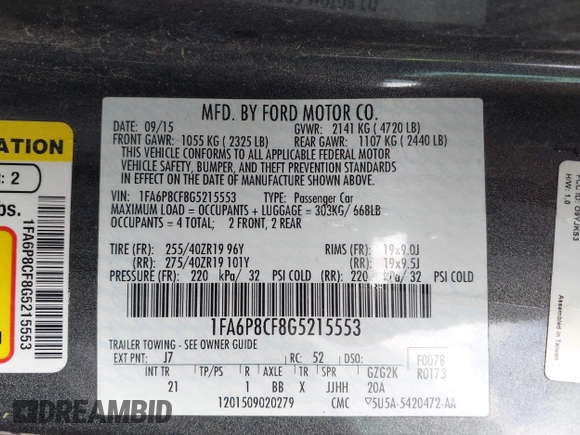 MFD. BY FORD MOTOR CO.
DATE: 09/15 GVWR: 2141 KG ( 4720 LB)
FRONT GAWR: 1055 KG ( 2325 LB) REAR GAWR: 1107 KG ( 2440 LB)
THIS VEHICLE CONFORMS TO ALL APPLICABLE FEDERAL MOTOR
VEHICLE SAFETY, BUMPER, AND THEFT PREVENTION STANDARDS
IN EFFECT ON THE DATE OF MANUFACTURE SHOWN ABOVE.
VIN: 1FA6P8CF8G5215553 TYPE: Passenger Car
MAXIMUM LOAD = OCCUPANTS + LUGGAGE = 303KG/ 668LB
OCCUPANTS = 4 TOTAL; 2 FRONT, 2 REAR
TIRE (FR): 255/40ZR19 96Y RIMS (FR): 19x9.0J
(RR): 275/40ZR19 101Y (RR): 19x9.5J
PRESSURE (FR): 220 kPa/ 32 PSI COLD (RR): 220 kPa/ 32 PSI COLD
1FA6P8CF8G5215553
TRAILER TOWING - SEE OWNER GUIDE
EXT PNT: J7 RC: 52 DSO: F0078
INT TR TP/PS R AXLE TR SPR GZG2K R0173
21 1 BB X JJHH 20A
1201509020279 CMC ▽5U5A-5420472-AA
ATION
: 2
bs.
1FA6P8CF8G5215553
H/W: 1.0
Assembled in Taiwan
DREAMBID